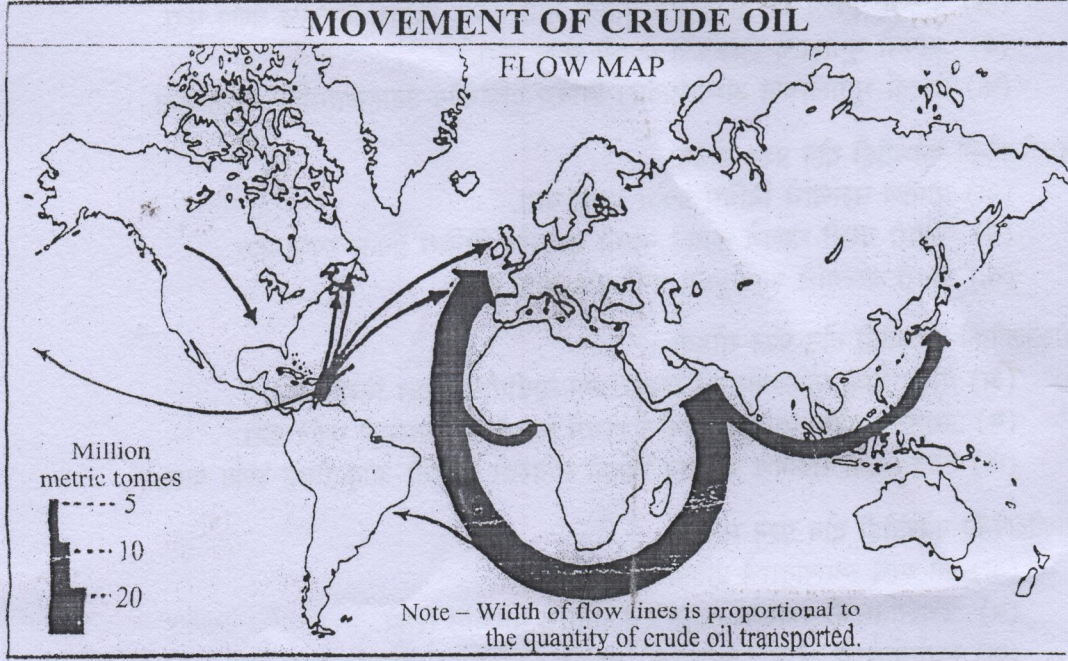 MOVEMENT OF CRUDE OIL
FLOW MAP
Million
metric tonnes
5
10
20
Note – Width of flow lines is proportional to
the quantity of crude oil transported.